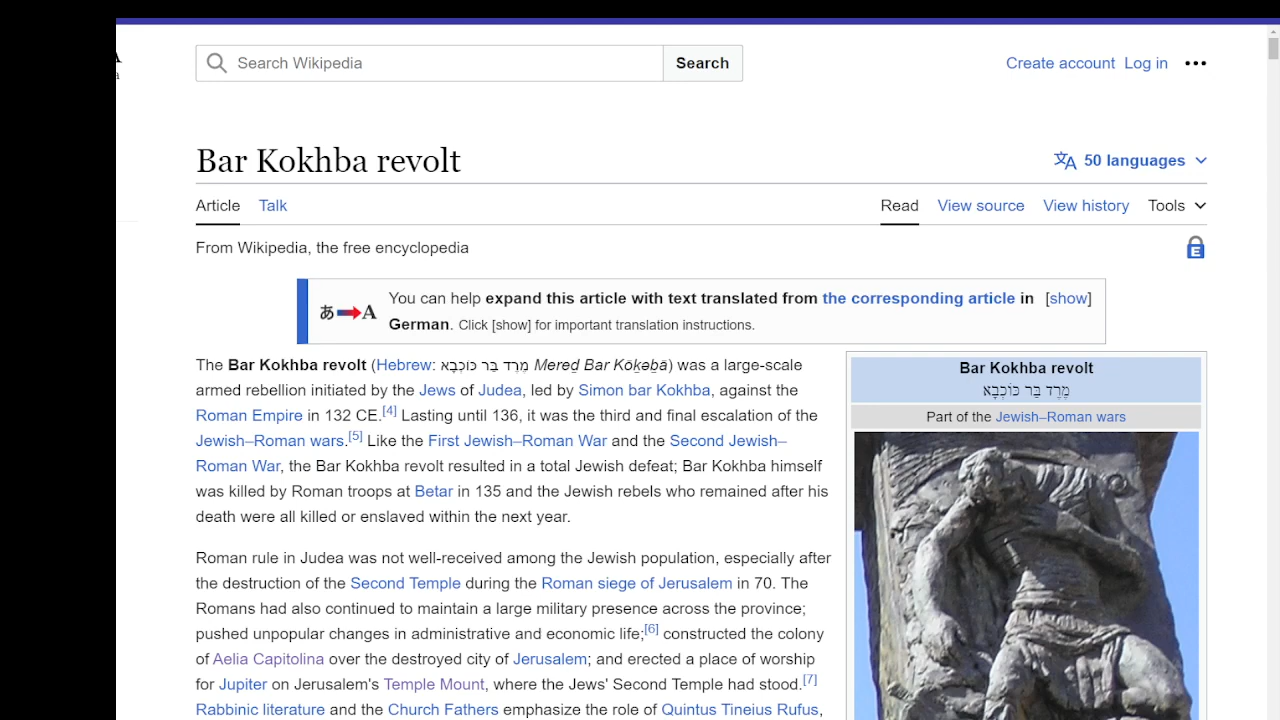 Search Wikipedia
Search
Create account Log in
Bar Kokhba revolt
50 languages
Article Talk
Read View source View history Tools
From Wikipedia, the free encyclopedia
E
あ A You can help expand this article with text translated from the corresponding article in [show]
German. Click [show] for important translation instructions.
The Bar Kokhba revolt (Hebrew: מֶרֶד בַּר כּוֹכְבָא Mereḏ Bar Kōḵəḇāʾ) was a large-scale
armed rebellion initiated by the Jews of Judea, led by Simon bar Kokhba, against the
Roman Empire in 132 CE.[4] Lasting until 136, it was the third and final escalation of the
Jewish–Roman wars.[5] Like the First Jewish–Roman War and the Second Jewish–
Roman War, the Bar Kokhba revolt resulted in a total Jewish defeat; Bar Kokhba himself
was killed by Roman troops at Betar in 135 and the Jewish rebels who remained after his
death were all killed or enslaved within the next year.
Roman rule in Judea was not well-received among the Jewish population, especially after
the destruction of the Second Temple during the Roman siege of Jerusalem in 70. The
Romans had also continued to maintain a large military presence across the province;
pushed unpopular changes in administrative and economic life;[6] constructed the colony
of Aelia Capitolina over the destroyed city of Jerusalem; and erected a place of worship
for Jupiter on Jerusalem's Temple Mount, where the Jews' Second Temple had stood.[7]
Rabbinic literature and the Church Fathers emphasize the role of Quintus Tineius Rufus,
Bar Kokhba revolt
מֶרֶד בַּר כּוֹכְבָא
Part of the Jewish–Roman wars